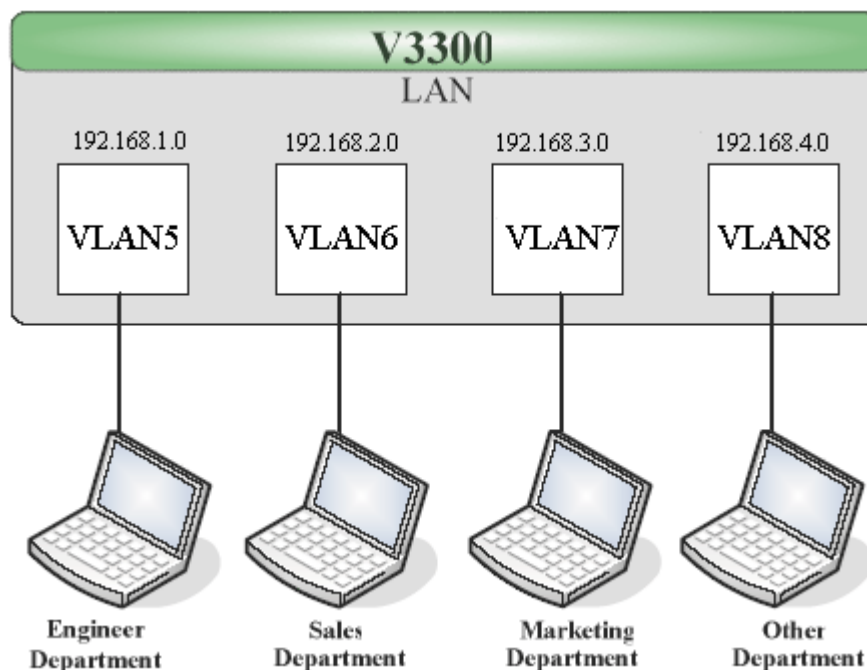 V3300
LAN
192.168.1.0
192.168.2.0
192.168.3.0
192.168.4.0
VLAN5
VLAN6
VLAN7
VLAN8
Engineer
Department
Sales
Department
Marketing
Department
Other
Department